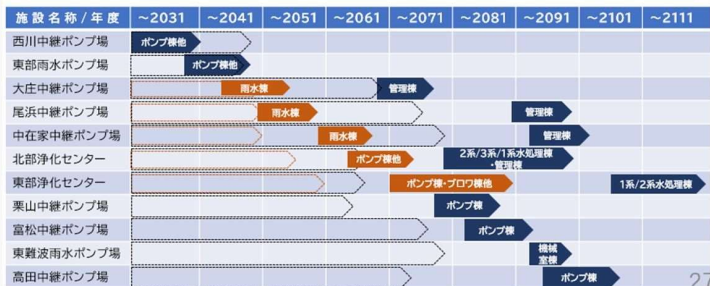 施設名称/年度 ～2031 ～2041 ～2051 ～2061 ～2071 ～2081 ～2091 ～2101 ～2111
西川中継ポンプ場 ポンプ棟他
東部雨水ポンプ場 ポンプ棟他
大庄中継ポンプ場 雨水棟 管理棟
尾浜中継ポンプ場 雨水棟 管理棟
中在家中継ポンプ場 雨水棟 管理棟
北部浄化センター ポンプ棟他 2系/3系/1系水処理棟
・管理棟
東部浄化センター ポンプ棟・ブロワ棟他 1系/2系水処理棟
栗山中継ポンプ場 ポンプ棟
富松中継ポンプ場 ポンプ棟
東難波雨水ポンプ場 機械
室棟
高田中継ポンプ場 ポンプ棟
27